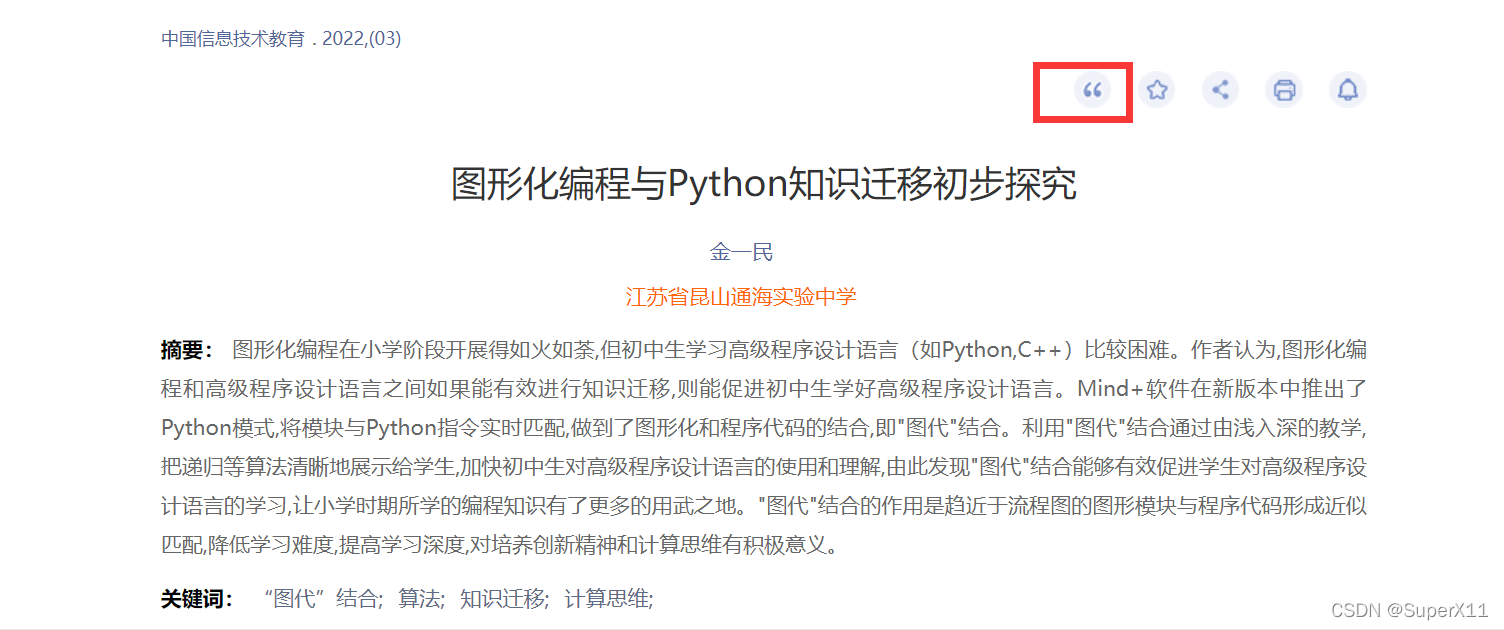 中国信息技术教育 . 2022,(03)
图形化编程与Python知识迁移初步探究
金一民
江苏省昆山通海实验中学
摘要: 图形化编程在小学阶段开展得如火如荼,但初中生学习高级程序设计语言（如Python,C++）比较困难。作者认为,图形化编
程和高级程序设计语言之间如果能有效进行知识迁移,则能促进初中生学好高级程序设计语言。Mind+软件在新版本中推出了
Python模式,将模块与Python指令实时匹配,做到了图形化和程序代码的结合,即"图代"结合。利用"图代"结合通过由浅入深的教学,
把递归等算法清晰地展示给学生,加快初中生对高级程序设计语言的使用和理解,由此发现"图代"结合能够有效促进学生对高级程序设
计语言的学习,让小学时期所学的编程知识有了更多的用武之地。"图代"结合的作用是趋近于流程图的图形模块与程序代码形成近似
匹配,降低学习难度,提高学习深度,对培养创新精神和计算思维有积极意义。
关键词: “图代”结合; 算法; 知识迁移; 计算思维;
CSDN @SuperX11